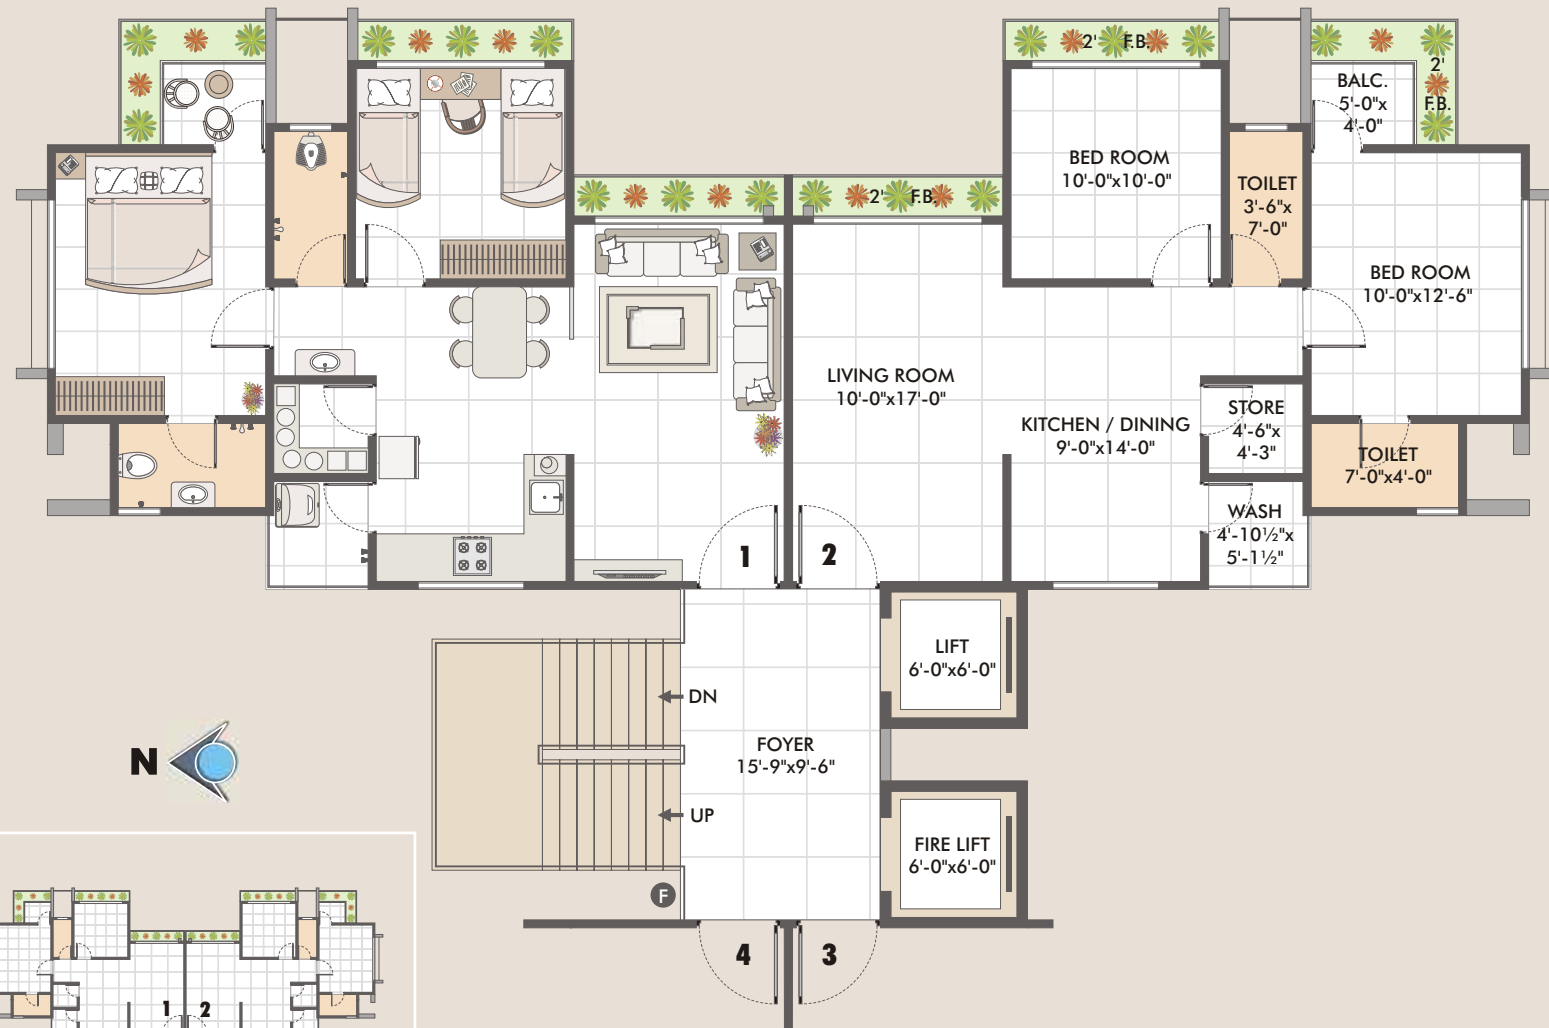 2' F.B.
BALC.
5'-0"x
4'-0"
2'
F.B.
BED ROOM
10'-0"x10'-0"
TOILET
3'-6"x
7'-0"
2' F.B.
BED ROOM
10'-0"x12'-6"
LIVING ROOM
10'-0"x17'-0"
KITCHEN / DINING
9'-0"x14'-0"
STORE
4'-6"x
4'-3"
TOILET
7'-0"x4'-0"
WASH
4'-10½"x
5'-1½"
1
2
LIFT
6'-0"x6'-0"
DN
FOYER
15'-9"x9'-6"
N
UP
FIRE LIFT
6'-0"x6'-0"
F
4
3
1
2